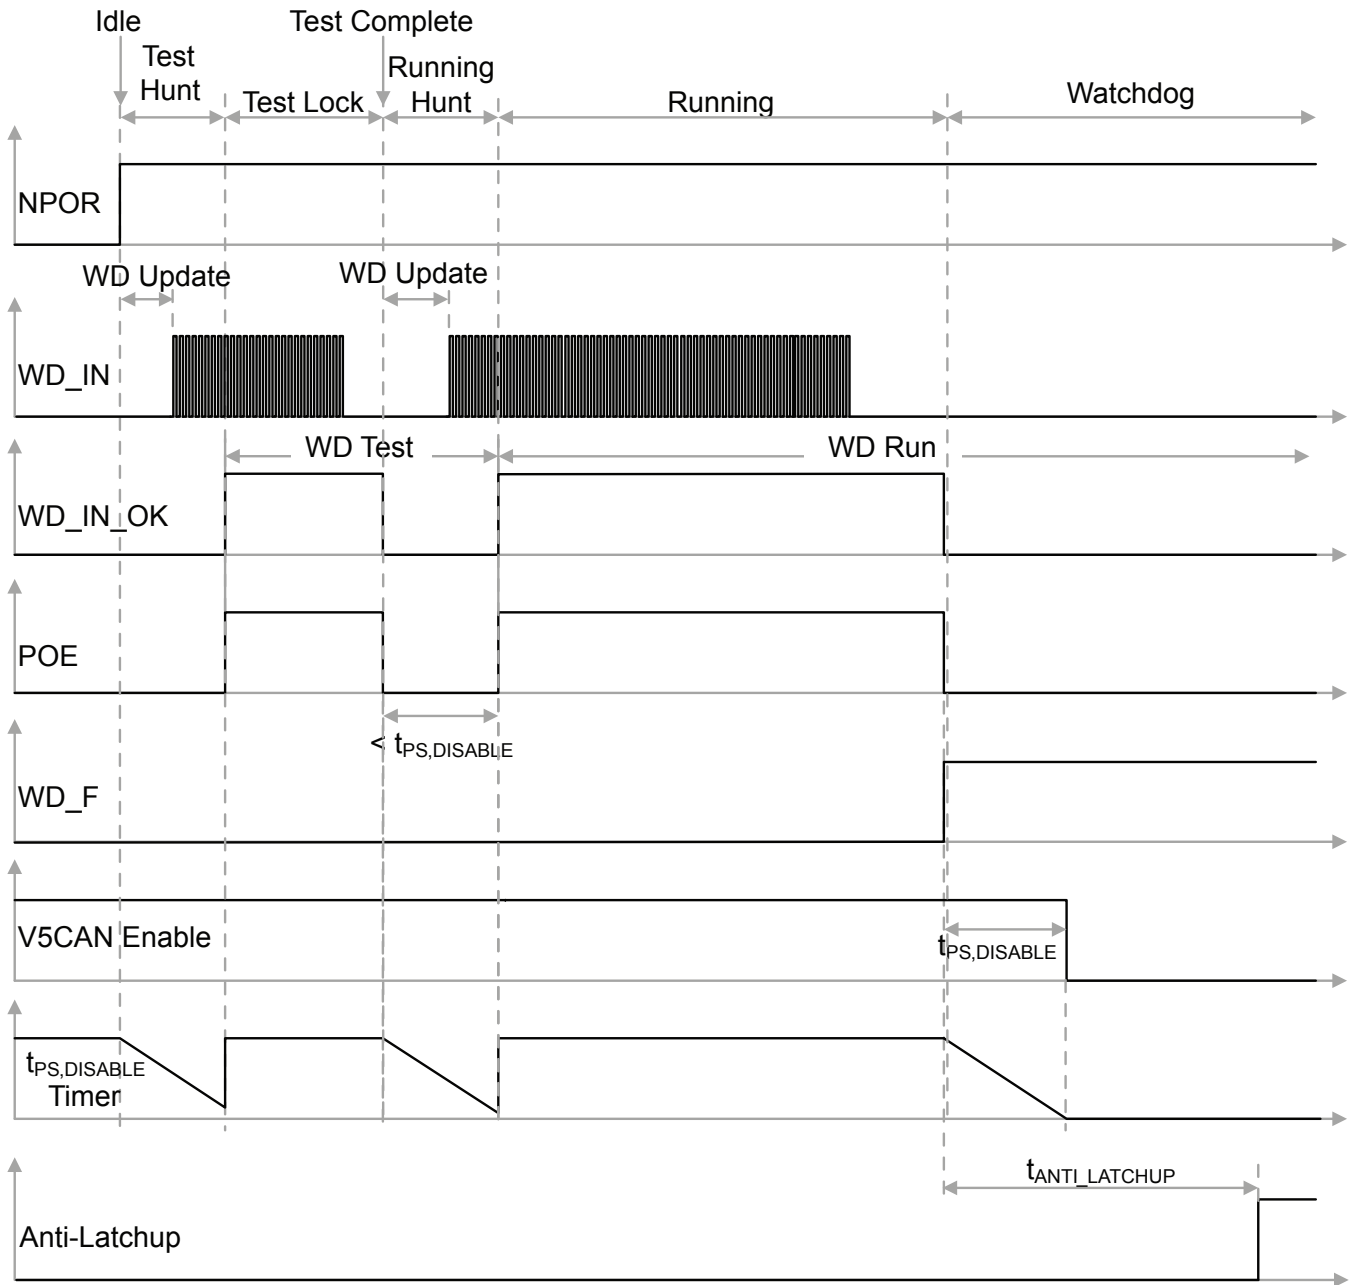 Idle
Test Complete
Test
Hunt
Test Lock
Running
Hunt
Running
Watchdog
NPOR
WD Update
WD Update
WD_IN
WD Test
WD Run
WD_IN_OK
POE
< tPS,DISABLE
WD_F
V5CAN Enable
tPS,DISABLE
tPS,DISABLE
Timer
tANTI_LATCHUP
Anti-Latchup